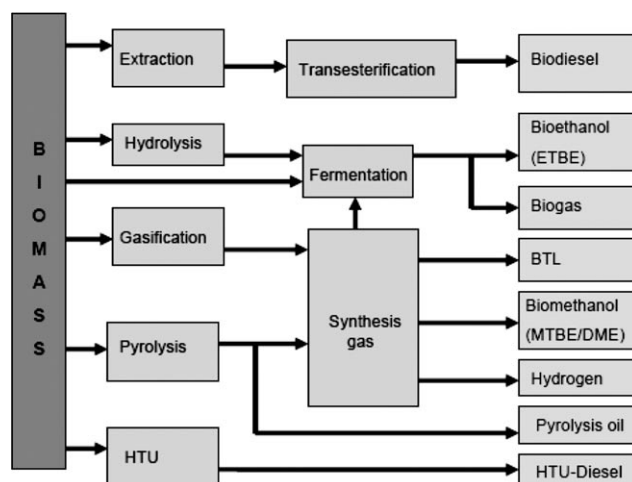 BIOMASS
Extraction
Transesterification
Biodiesel
Hydrolysis
Fermentation
Bioethanol
(ETBE)
Biogas
Gasification
Synthesis
gas
BTL
Biomethanol
(MTBE/DME)
Pyrolysis
Hydrogen
Pyrolysis oil
HTU
HTU-Diesel